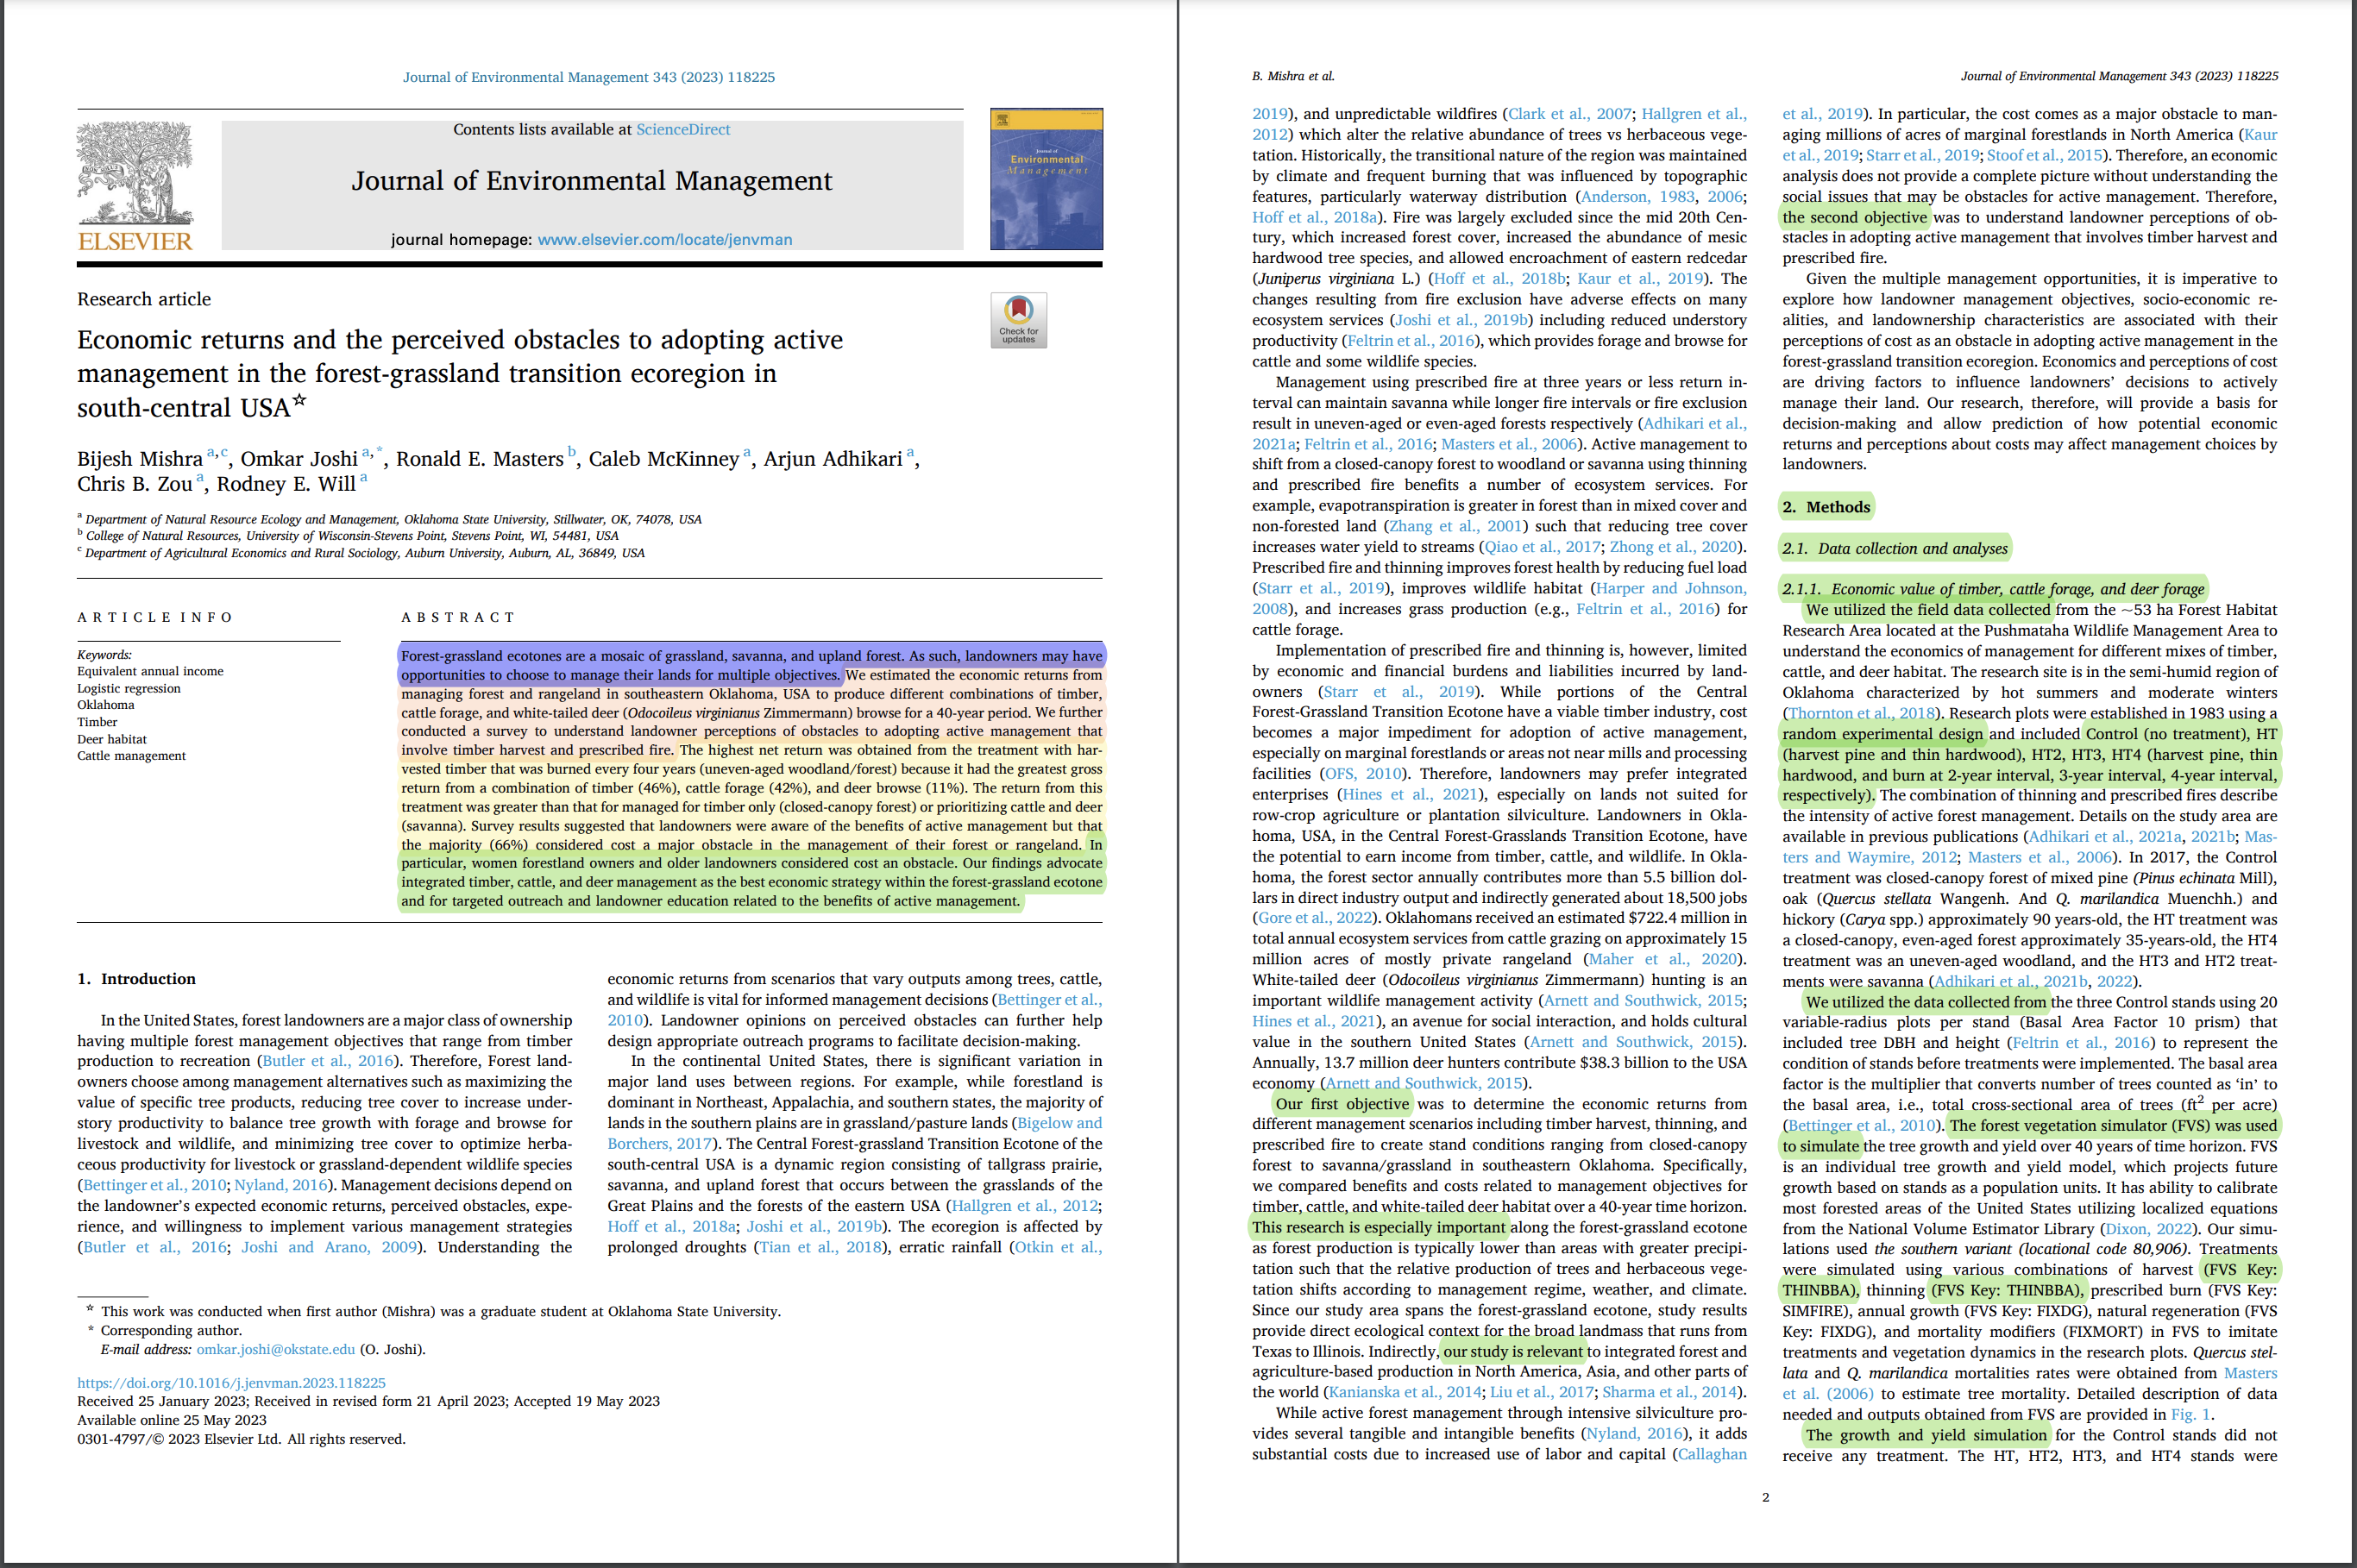 Journal of Environmental Management 343 (2023) 118225
Contents lists available at ScienceDirect
Journal of Environmental Management
journal homepage: www.elsevier.com/locate/jenvman
ELSEVIER
Journal of
Environmental
Management
Research article
Check for
updates
Economic returns and the perceived obstacles to adopting active
management in the forest-grassland transition ecoregion in
south-central USA☆
Bijesh Mishra a,c, Omkar Joshi a,*, Ronald E. Masters b, Caleb McKinney a, Arjun Adhikari a,
Chris B. Zou a, Rodney E. Will a
a Department of Natural Resource Ecology and Management, Oklahoma State University, Stillwater, OK, 74078, USA
b College of Natural Resources, University of Wisconsin-Stevens Point, Stevens Point, WI, 54481, USA
c Department of Agricultural Economics and Rural Sociology, Auburn University, Auburn, AL, 36849, USA
ARTICLE INFO
Keywords:
Equivalent annual income
Logistic regression
Oklahoma
Timber
Deer habitat
Cattle management
ABSTRACT
Forest-grassland ecotones are a mosaic of grassland, savanna, and upland forest. As such, landowners may have
opportunities to choose to manage their lands for multiple objectives. We estimated the economic returns from
managing forest and rangeland in southeastern Oklahoma, USA to produce different combinations of timber,
cattle forage, and white-tailed deer (Odocoileus virginianus Zimmermann) browse for a 40-year period. We further
conducted a survey to understand landowner perceptions of obstacles to adopting active management that
involve timber harvest and prescribed fire. The highest net return was obtained from the treatment with har-
vested timber that was burned every four years (uneven-aged woodland/forest) because it had the greatest gross
return from a combination of timber (46%), cattle forage (42%), and deer browse (11%). The return from this
treatment was greater than that for managed for timber only (closed-canopy forest) or prioritizing cattle and deer
(savanna). Survey results suggested that landowners were aware of the benefits of active management but that
the majority (66%) considered cost a major obstacle in the management of their forest or rangeland. In
particular, women forestland owners and older landowners considered cost an obstacle. Our findings advocate
integrated timber, cattle, and deer management as the best economic strategy within the forest-grassland ecotone
and for targeted outreach and landowner education related to the benefits of active management.
1. Introduction
In the United States, forest landowners are a major class of ownership
having multiple forest management objectives that range from timber
production to recreation (Butler et al., 2016). Therefore, Forest land-
owners choose among management alternatives such as maximizing the
value of specific tree products, reducing tree cover to increase under-
story productivity to balance tree growth with forage and browse for
livestock and wildlife, and minimizing tree cover to optimize herba-
ceous productivity for livestock or grassland-dependent wildlife species
(Bettinger et al., 2010; Nyland, 2016). Management decisions depend on
the landowner's expected economic returns, perceived obstacles, expe-
rience, and willingness to implement various management strategies
(Butler et al., 2016; Joshi and Arano, 2009). Understanding the
economic returns from scenarios that vary outputs among trees, cattle,
and wildlife is vital for informed management decisions (Bettinger et al.,
2010). Landowner opinions on perceived obstacles can further help
design appropriate outreach programs to facilitate decision-making.
In the continental United States, there is significant variation in
major land uses between regions. For example, while forestland is
dominant in Northeast, Appalachia, and southern states, the majority of
lands in the southern plains are in grassland/pasture lands (Bigelow and
Borchers, 2017). The Central Forest-grassland Transition Ecotone of the
south-central USA is a dynamic region consisting of tallgrass prairie,
savanna, and upland forest that occurs between the grasslands of the
Great Plains and the forests of the eastern USA (Hallgren et al., 2012;
Hoff et al., 2018a; Joshi et al., 2019b). The ecoregion is affected by
prolonged droughts (Tian et al., 2018), erratic rainfall (Otkin et al.,
☆ This work was conducted when first author (Mishra) was a graduate student at Oklahoma State University.
* Corresponding author.
E-mail address: omkar.joshi@okstate.edu (O. Joshi).
https://doi.org/10.1016/j.jenvman.2023.118225
Received 25 January 2023; Received in revised form 21 April 2023; Accepted 19 May 2023
Available online 25 May 2023
0301-4797/© 2023 Elsevier Ltd. All rights reserved.
B. Mishra et al.
Journal of Environmental Management 343 (2023) 118225
2019), and unpredictable wildfires (Clark et al., 2007; Hallgren et al.,
2012) which alter the relative abundance of trees vs herbaceous vege-
tation. Historically, the transitional nature of the region was maintained
by climate and frequent burning that was influenced by topographic
features, particularly waterway distribution (Anderson, 1983, 2006;
Hoff et al., 2018a). Fire was largely excluded since the mid 20th Cen-
tury, which increased forest cover, increased the abundance of mesic
hardwood tree species, and allowed encroachment of eastern redcedar
(Juniperus virginiana L.) (Hoff et al., 2018b; Kaur et al., 2019). The
changes resulting from fire exclusion have adverse effects on many
ecosystem services (Joshi et al., 2019b) including reduced understory
productivity (Feltrin et al., 2016), which provides forage and browse for
cattle and some wildlife species.
Management using prescribed fire at three years or less return in-
terval can maintain savanna while longer fire intervals or fire exclusion
result in uneven-aged or even-aged forests respectively (Adhikari et al.,
2021a; Feltrin et al., 2016; Masters et al., 2006). Active management to
shift from a closed-canopy forest to woodland or savanna using thinning
and prescribed fire benefits a number of ecosystem services. For
example, evapotranspiration is greater in forest than in mixed cover and
non-forested land (Zhang et al., 2001) such that reducing tree cover
increases water yield to streams (Qiao et al., 2017; Zhong et al., 2020).
Prescribed fire and thinning improves forest health by reducing fuel load
(Starr et al., 2019), improves wildlife habitat (Harper and Johnson,
2008), and increases grass production (e.g., Feltrin et al., 2016) for
cattle forage.
Implementation of prescribed fire and thinning is, however, limited
by economic and financial burdens and liabilities incurred by land-
owners (Starr et al., 2019). While portions of the Central
Forest-Grassland Transition Ecotone have a viable timber industry, cost
becomes a major impediment for adoption of active management,
especially on marginal forestlands or areas not near mills and processing
facilities (OFS, 2010). Therefore, landowners may prefer integrated
enterprises (Hines et al., 2021), especially on lands not suited for
row-crop agriculture or plantation silviculture. Landowners in Okla-
homa, USA, in the Central Forest-Grasslands Transition Ecotone, have
the potential to earn income from timber, cattle, and wildlife. In Okla-
homa, the forest sector annually contributes more than 5.5 billion dol-
lars in direct industry output and indirectly generated about 18,500 jobs
(Gore et al., 2022). Oklahomans received an estimated $722.4 million in
total annual ecosystem services from cattle grazing on approximately 15
million acres of mostly private rangeland (Maher et al., 2020).
White-tailed deer (Odocoileus virginianus Zimmermann) hunting is an
important wildlife management activity (Arnett and Southwick, 2015;
Hines et al., 2021), an avenue for social interaction, and holds cultural
value in the southern United States (Arnett and Southwick, 2015).
Annually, 13.7 million deer hunters contribute $38.3 billion to the USA
economy (Arnett and Southwick, 2015).
Our first objective was to determine the economic returns from
different management scenarios including timber harvest, thinning, and
prescribed fire to create stand conditions ranging from closed-canopy
forest to savanna/grassland in southeastern Oklahoma. Specifically,
we compared benefits and costs related to management objectives for
timber, cattle, and white-tailed deer habitat over a 40-year time horizon.
This research is especially important along the forest-grassland ecotone
as forest production is typically lower than areas with greater precipi-
tation such that the relative production of trees and herbaceous vege-
tation shifts according to management regime, weather, and climate.
Since our study area spans the forest-grassland ecotone, study results
provide direct ecological context for the broad landmass that runs from
Texas to Illinois. Indirectly, our study is relevant to integrated forest and
agriculture-based production in North America, Asia, and other parts of
the world (Kanianska et al., 2014; Liu et al., 2017; Sharma et al., 2014).
While active forest management through intensive silviculture pro-
vides several tangible and intangible benefits (Nyland, 2016), it adds
substantial costs due to increased use of labor and capital (Callaghan
et al., 2019). In particular, the cost comes as a major obstacle to man-
aging millions of acres of marginal forestlands in North America (Kaur
et al., 2019; Starr et al., 2019; Stoof et al., 2015). Therefore, an economic
analysis does not provide a complete picture without understanding the
social issues that may be obstacles for active management. Therefore,
the second objective was to understand landowner perceptions of ob-
stacles in adopting active management that involves timber harvest and
prescribed fire.
Given the multiple management opportunities, it is imperative to
explore how landowner management objectives, socio-economic re-
alities, and landownership characteristics are associated with their
perceptions of cost as an obstacle in adopting active management in the
forest-grassland transition ecoregion. Economics and perceptions of cost
are driving factors to influence landowners' decisions to actively
manage their land. Our research, therefore, will provide a basis for
decision-making and allow prediction of how potential economic
returns and perceptions about costs may affect management choices by
landowners.
2. Methods
2.1. Data collection and analyses
2.1.1. Economic value of timber, cattle forage, and deer forage
We utilized the field data collected from the ~53 ha Forest Habitat
Research Area located at the Pushmataha Wildlife Management Area to
understand the economics of management for different mixes of timber,
cattle, and deer habitat. The research site is in the semi-humid region of
Oklahoma characterized by hot summers and moderate winters
(Thornton et al., 2018). Research plots were established in 1983 using a
random experimental design and included Control (no treatment), HT
(harvest pine and thin hardwood), HT2, HT3, HT4 (harvest pine, thin
hardwood, and burn at 2-year interval, 3-year interval, 4-year interval,
respectively). The combination of thinning and prescribed fires describe
the intensity of active forest management. Details on the study area are
available in previous publications (Adhikari et al., 2021a, 2021b; Mas-
ters and Waymire, 2012; Masters et al., 2006). In 2017, the Control
treatment was closed-canopy forest of mixed pine (Pinus echinata Mill),
oak (Quercus stellata Wangenh. And Q. marilandica Muenchh.) and
hickory (Carya spp.) approximately 90 years-old, the HT treatment was
a closed-canopy, even-aged forest approximately 35-years-old, the HT4
treatment was an uneven-aged woodland, and the HT3 and HT2 treat-
ments were savanna (Adhikari et al., 2021b, 2022).
We utilized the data collected from the three Control stands using 20
variable-radius plots per stand (Basal Area Factor 10 prism) that
included tree DBH and height (Feltrin et al., 2016) to represent the
condition of stands before treatments were implemented. The basal area
factor is the multiplier that converts number of trees counted as 'in' to
the basal area, i.e., total cross-sectional area of trees (ft² per acre)
(Bettinger et al., 2010). The forest vegetation simulator (FVS) was used
to simulate the tree growth and yield over 40 years of time horizon. FVS
is an individual tree growth and yield model, which projects future
growth based on stands as a population units. It has ability to calibrate
most forested areas of the United States utilizing localized equations
from the National Volume Estimator Library (Dixon, 2022). Our simu-
lations used the southern variant (locational code 80,906). Treatments
were simulated using various combinations of harvest (FVS Key:
THINBBA), thinning (FVS Key: THINBBA), prescribed burn (FVS Key:
SIMFIRE), annual growth (FVS Key: FIXDG), natural regeneration (FVS
Key: FIXDG), and mortality modifiers (FIXMORT) in FVS to imitate
treatments and vegetation dynamics in the research plots. Quercus stel-
lata and Q. marilandica mortalities rates were obtained from Masters
et al. (2006) to estimate tree mortality. Detailed description of data
needed and outputs obtained from FVS are provided in Fig. 1.
The growth and yield simulation for the Control stands did not
receive any treatment. The HT, HT2, HT3, and HT4 stands were
2